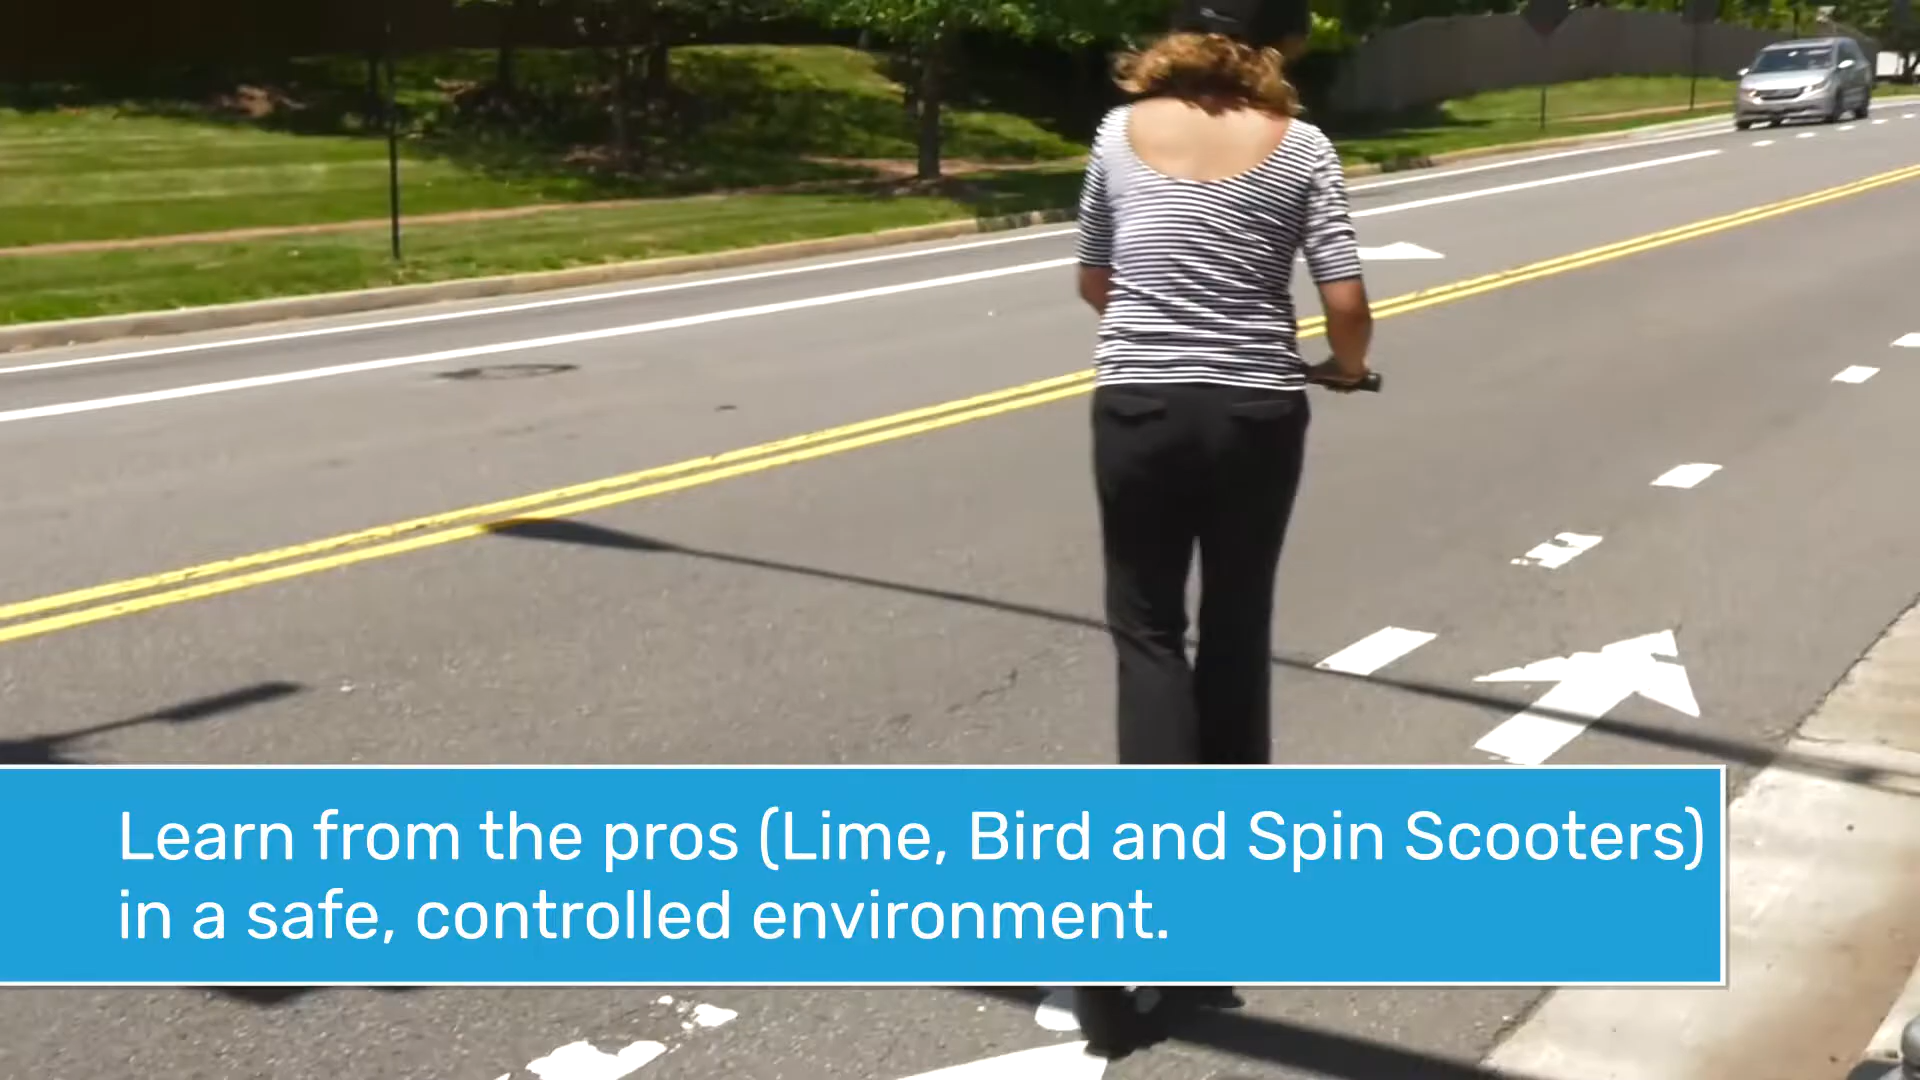 Learn from the pros (Lime, Bird and Spin Scooters)
in a safe, controlled environment.